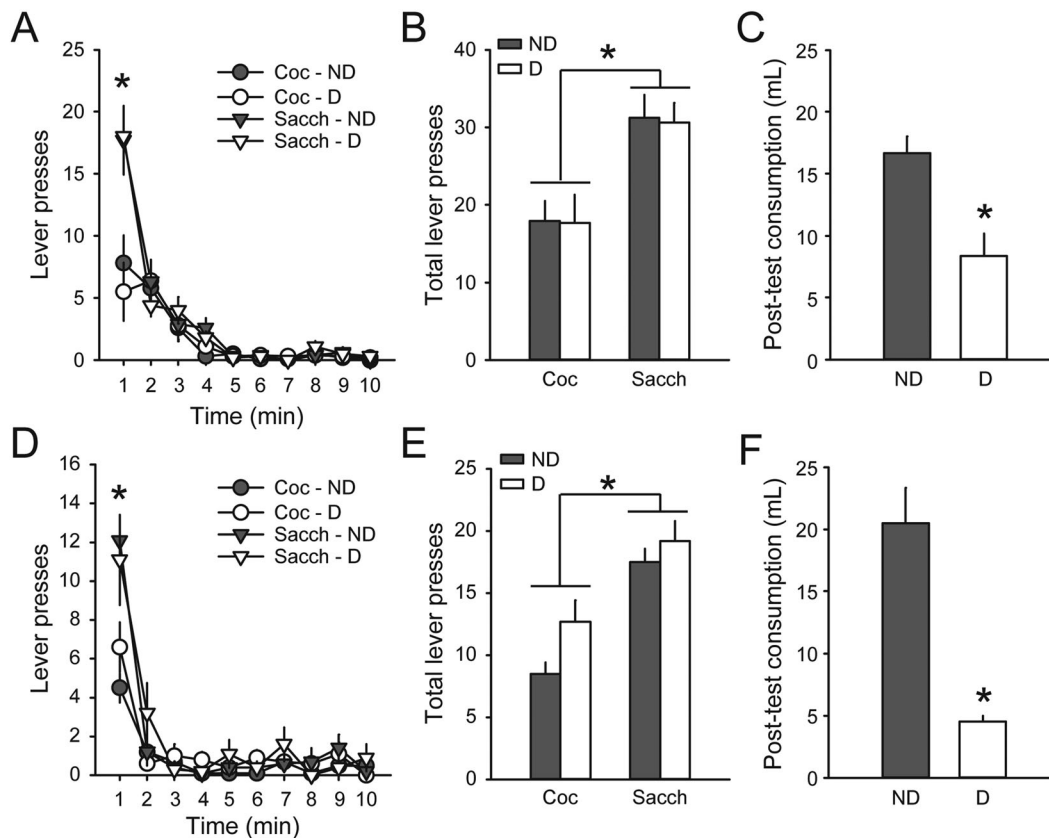 A
Lever presses
25
20
15
10
5
0
*
Coc - ND
Coc - D
Sacch - ND
Sacch - D
1 2 3 4 5 6 7 8 9 10
Time (min)
B
Total lever presses
40
30
20
10
0
ND
D
*
Coc Sacch
C
Post-test consumption (mL)
25
20
15
10
5
0
*
ND D
D
Lever presses
16
14
12
10
8
6
4
2
0
*
Coc - ND
Coc - D
Sacch - ND
Sacch - D
1 2 3 4 5 6 7 8 9 10
Time (min)
E
Total lever presses
25
20
15
10
5
0
ND
D
*
Coc Sacch
F
Post-test consumption (mL)
25
20
15
10
5
0
*
ND D